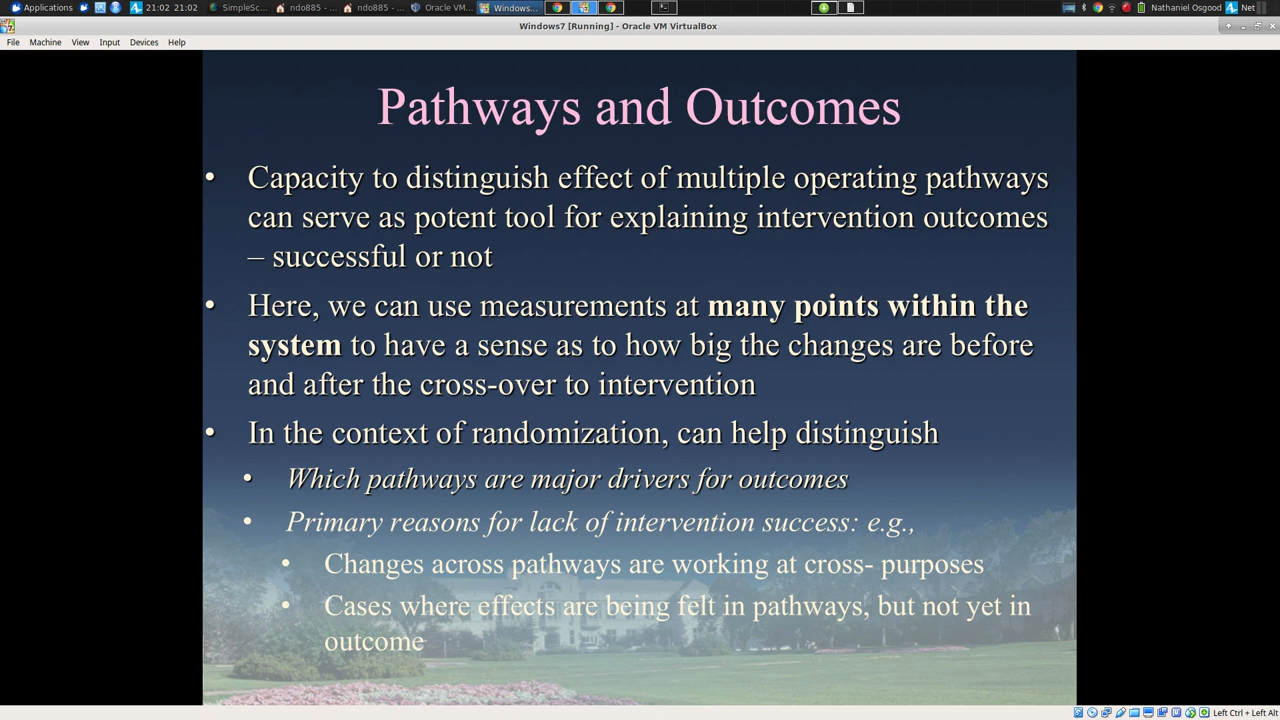 Applications
21:02 21:02
SimpleSc...
ndo885 - ...
ndo885 - ...
Oracle VM...
Windows...
Nathaniel Osgood
Net
Windows7 [Running] - Oracle VM VirtualBox
File Machine View Input Devices Help
Pathways and Outcomes
• Capacity to distinguish effect of multiple operating pathways
can serve as potent tool for explaining intervention outcomes
– successful or not
• Here, we can use measurements at many points within the
system to have a sense as to how big the changes are before
and after the cross-over to intervention
• In the context of randomization, can help distinguish
• Which pathways are major drivers for outcomes
• Primary reasons for lack of intervention success: e.g.,
• Changes across pathways are working at cross- purposes
• Cases where effects are being felt in pathways, but not yet in
outcome
Left Ctrl + Left Alt